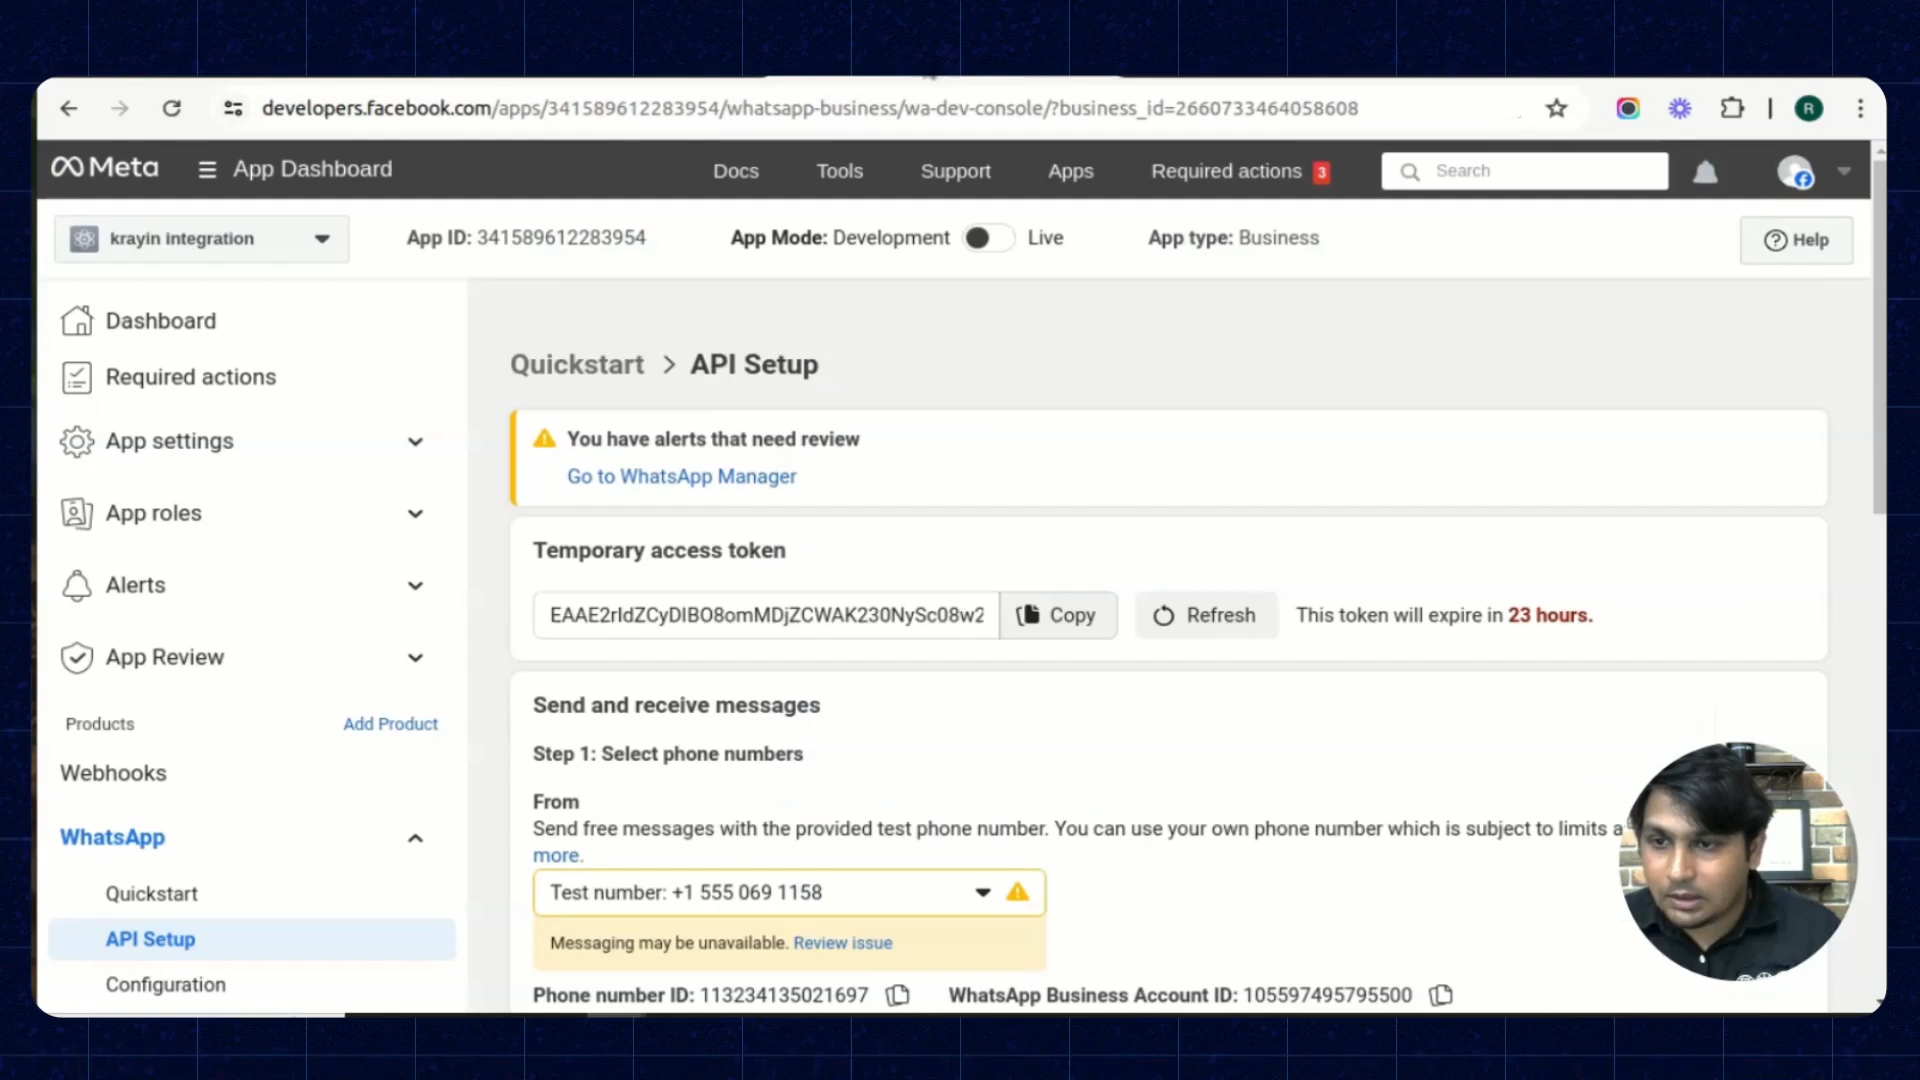 developers.facebook.com/apps/341589612283954/whatsapp-business/wa-dev-console/?business_id=2660733464058608
R
Meta
App Dashboard
Docs
Tools
Support
Apps
Required actions 3
Search
krayin integration
App ID: 341589612283954
App Mode: Development
Live
App type: Business
Help
Dashboard
Required actions
App settings
App roles
Alerts
App Review
Products
Add Product
Webhooks
WhatsApp
Quickstart
API Setup
Configuration
Quickstart > API Setup
You have alerts that need review
Go to WhatsApp Manager
Temporary access token
EAAE2rIdZCyDIBO8omMDjZCWAK230NySc08w2
Copy
Refresh
This token will expire in 23 hours.
Send and receive messages
Step 1: Select phone numbers
From
Send free messages with the provided test phone number. You can use your own phone number which is subject to limits a
more.
Test number: +1 555 069 1158
Messaging may be unavailable. Review issue
Phone number ID: 113234135021697
WhatsApp Business Account ID: 105597495795500